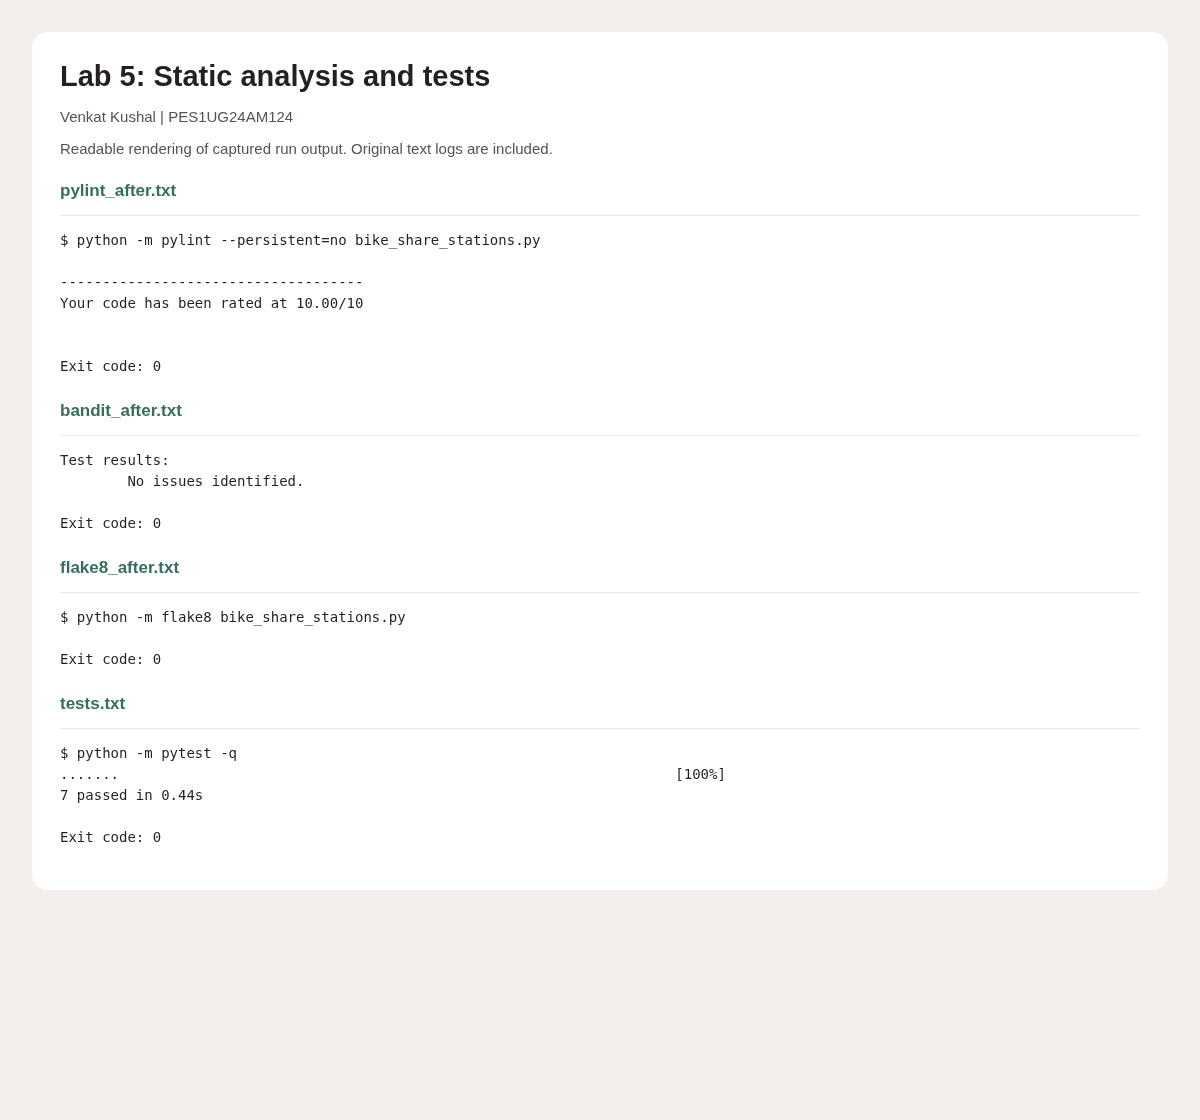 Lab 5: Static analysis and tests
Venkat Kushal | PES1UG24AM124
Readable rendering of captured run output. Original text logs are included.
pylint_after.txt
$ python -m pylint --persistent=no bike_share_stations.py
------------------------------------
Your code has been rated at 10.00/10
Exit code: 0
bandit_after.txt
Test results:
        No issues identified.
Exit code: 0
flake8_after.txt
$ python -m flake8 bike_share_stations.py
Exit code: 0
tests.txt
$ python -m pytest -q
.......                                                                  [100%]
7 passed in 0.44s
Exit code: 0